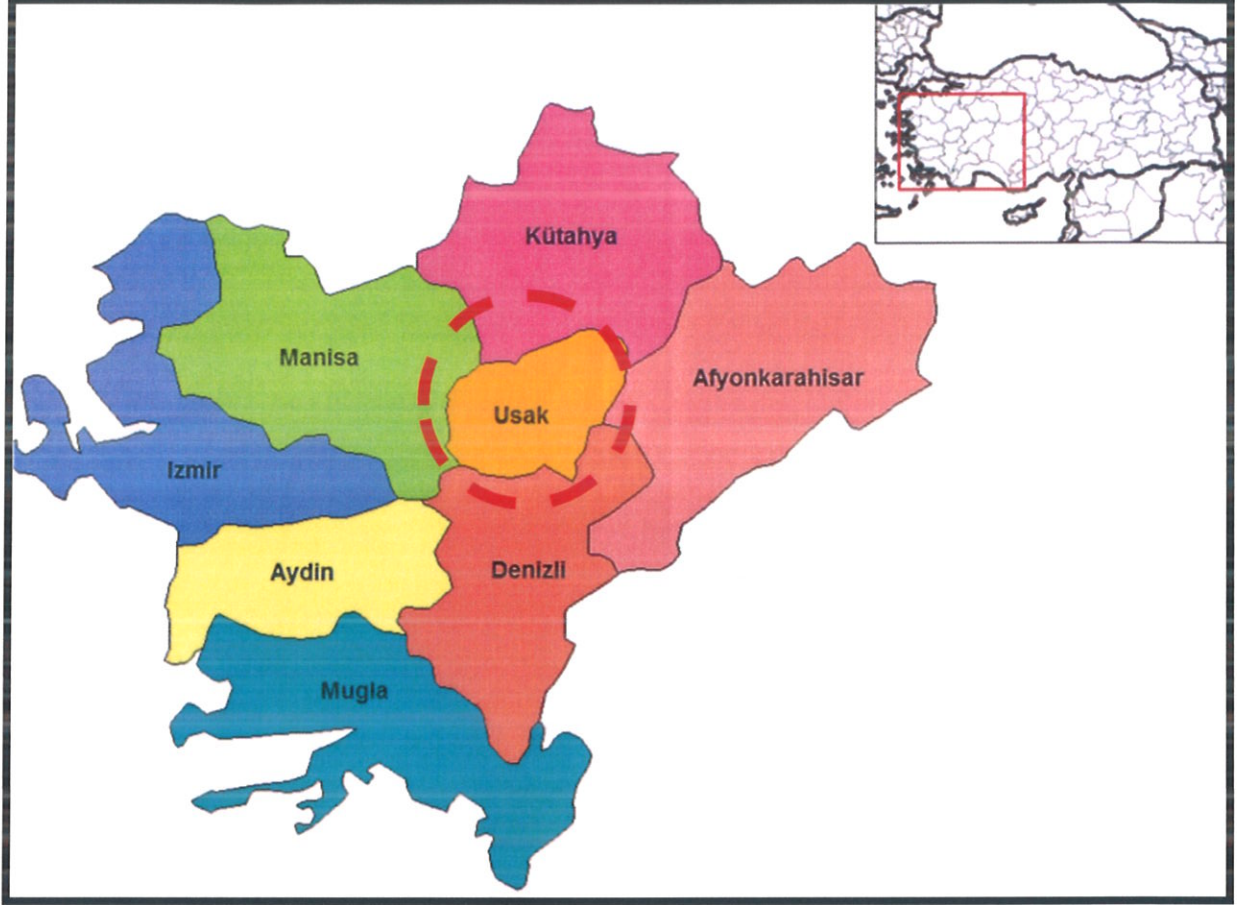 Kütahya
Manisa
Afyonkarahisar
Usak
Izmir
Aydin
Denizli
Mugla